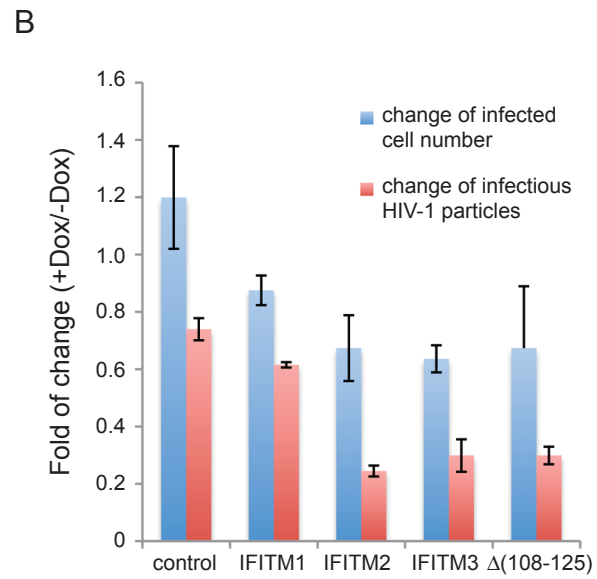 B
Fold of change (+Dox/-Dox)
1.6
1.4
1.2
1.0
0.8
0.6
0.4
0.2
0
change of infected
cell number
change of infectious
HIV-1 particles
control IFITM1 IFITM2 IFITM3 Δ(108-125)